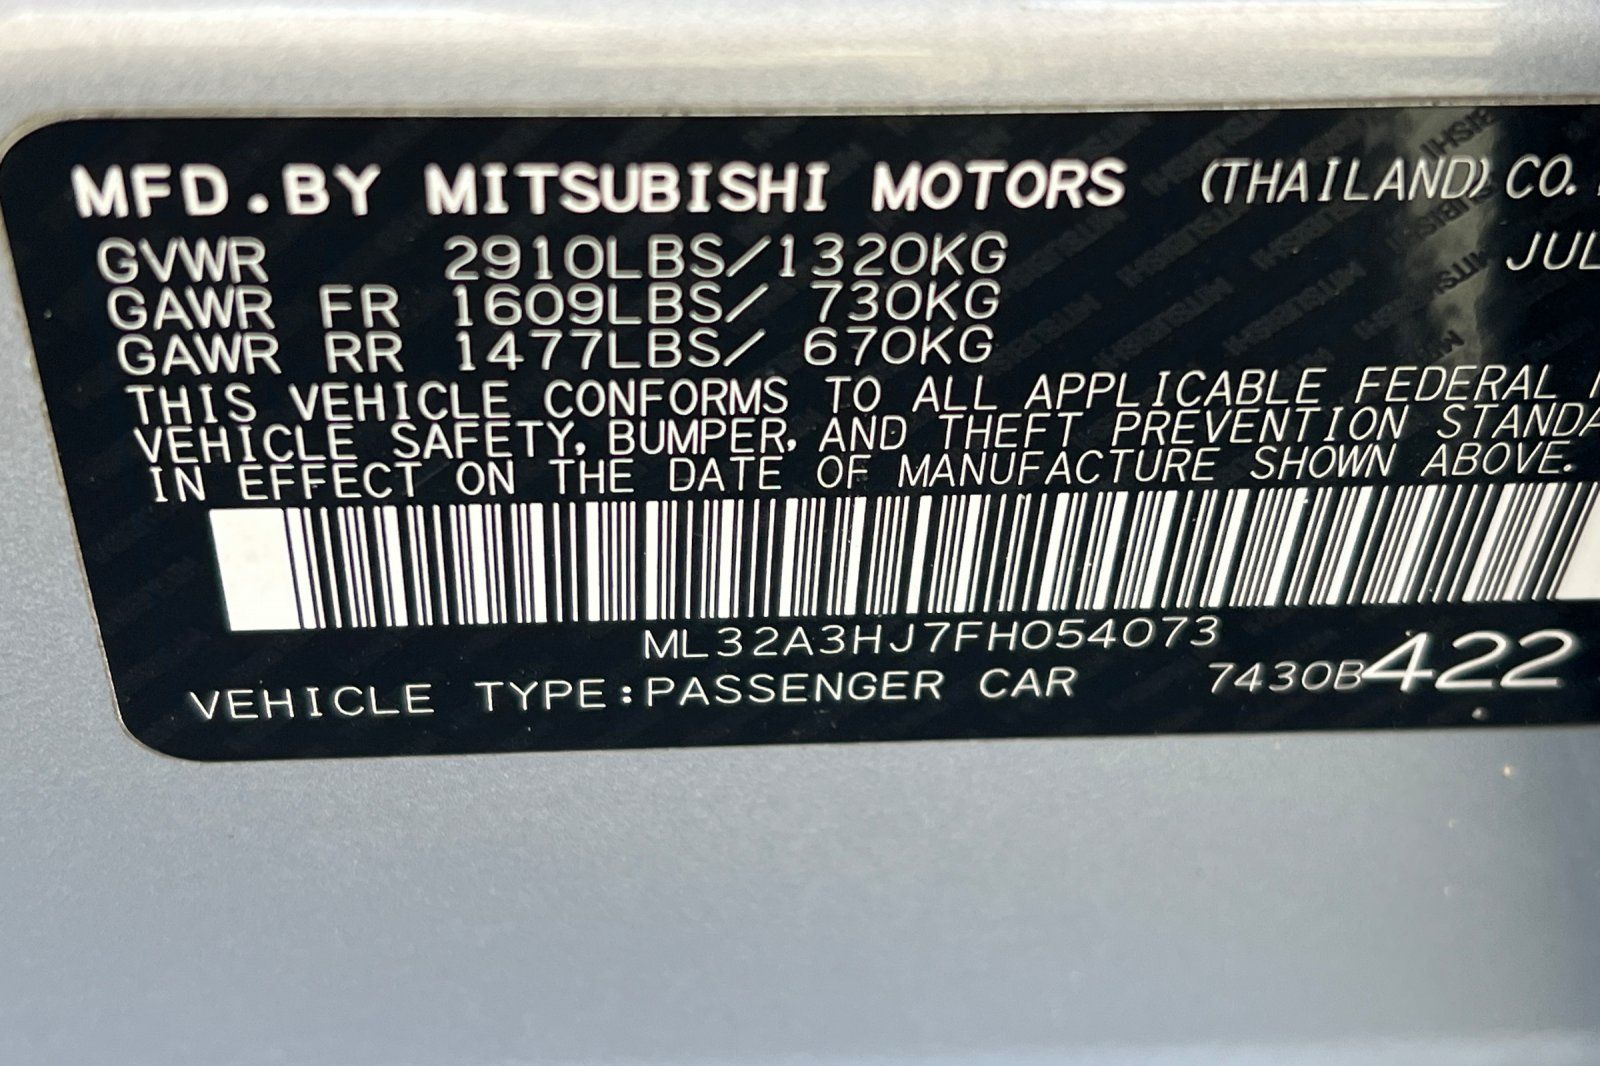 MFD.BY MITSUBISHI MOTORS (THAILAND) CO.
JUL
GVWR 2910LBS/1320KG
GAWR FR 1609LBS/ 730KG
GAWR RR 1477LBS/ 670KG
THIS VEHICLE CONFORMS TO ALL APPLICABLE FEDERAL
VEHICLE SAFETY, BUMPER, AND THEFT PREVENTION STANDA
IN EFFECT ON THE DATE OF MANUFACTURE SHOWN ABOVE.
ML32A3HJ7FH054073
VEHICLE TYPE:PASSENGER CAR 7430B422